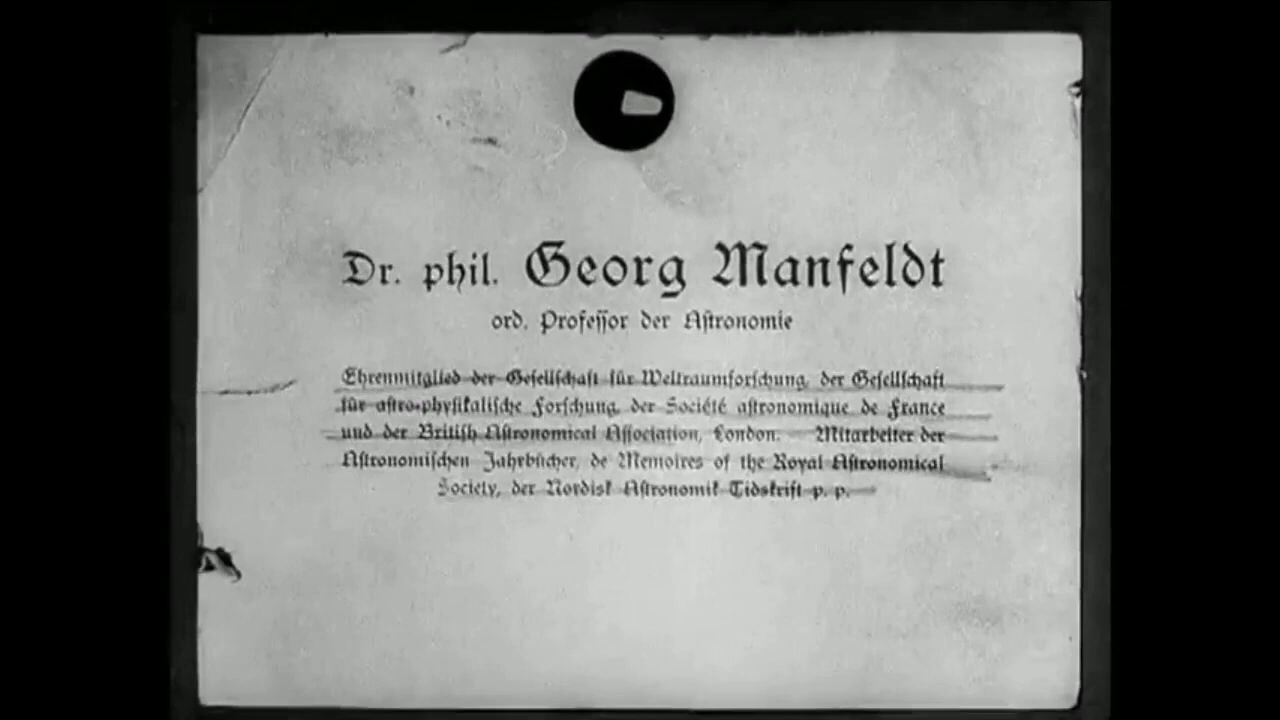 Dr. phil. Georg Manfeldt
ord. Professor der Astronomie
Ehrenmitglied der Gesellschaft für Weltraumforschung, der Gesellschaft
für astro-physikalische Forschung, der Société astronomique de France
und der British Astronomical Association, London. Mitarbeiter der
Astronomischen Jahrbücher, de Memoires of the Royal Astronomical
Society, der Nordisk Astronomik Tidskrift p. p.